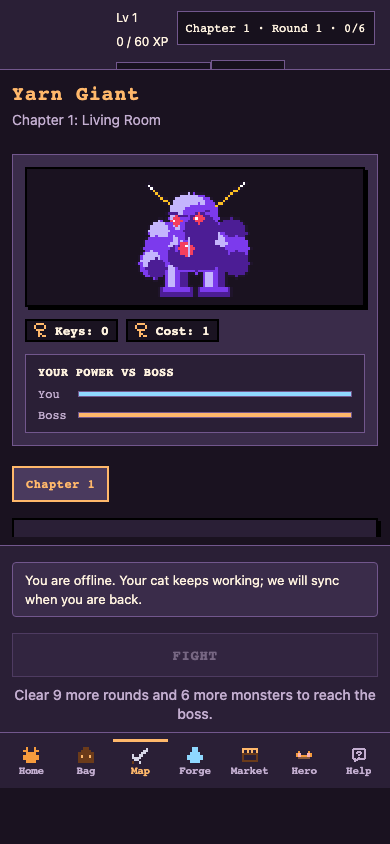 Lv 1
0 / 60 XP
Chapter 1 · Round 1 · 0/6
Yarn Giant
Chapter 1: Living Room
Keys: 0
Cost: 1
YOUR POWER VS BOSS
You
Boss
Chapter 1
You are offline. Your cat keeps working; we will sync
when you are back.
FIGHT
Clear 9 more rounds and 6 more monsters to reach the
boss.
Home
Bag
Map
Forge
Market
Hero
Help